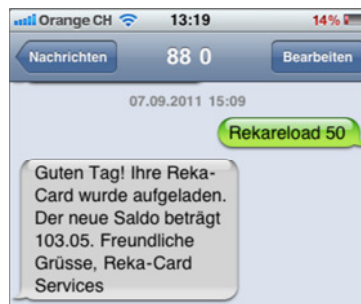 Orange CH 13:19 14%
Nachrichten 88 0 Bearbeiten
07.09.2011 15:09
Rekareload 50
Guten Tag! Ihre Reka-
Card wurde aufgeladen.
Der neue Saldo beträgt
103.05. Freundliche
Grüsse, Reka-Card
Services